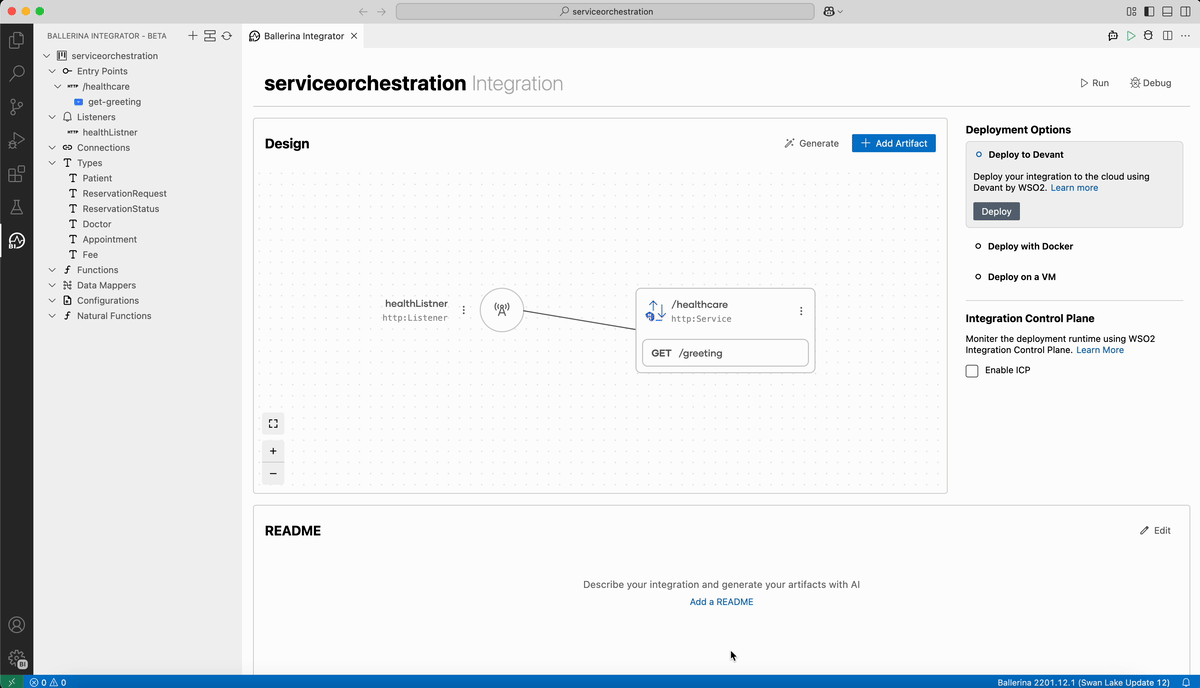 serviceorchestration
BALLERINA INTEGRATOR - BETA
serviceorchestration
Entry Points
HTTP /healthcare
get-greeting
Listeners
HTTP healthListner
Connections
Types
Patient
ReservationRequest
ReservationStatus
Doctor
Appointment
Fee
Functions
Data Mappers
Configurations
Natural Functions
BI
BI
Ballerina Integrator
serviceorchestration Integration
Run
Debug
Design
Generate
Add Artifact
healthListner
http:Listener
/healthcare
http:Service
GET /greeting
Deployment Options
Deploy to Devant
Deploy your integration to the cloud using
Devant by WSO2. Learn more
Deploy
Deploy with Docker
Deploy on a VM
Integration Control Plane
Moniter the deployment runtime using WSO2
Integration Control Plane. Learn More
Enable ICP
README
Edit
Describe your integration and generate your artifacts with AI
Add a README
0 0
Ballerina 2201.12.1 (Swan Lake Update 12)